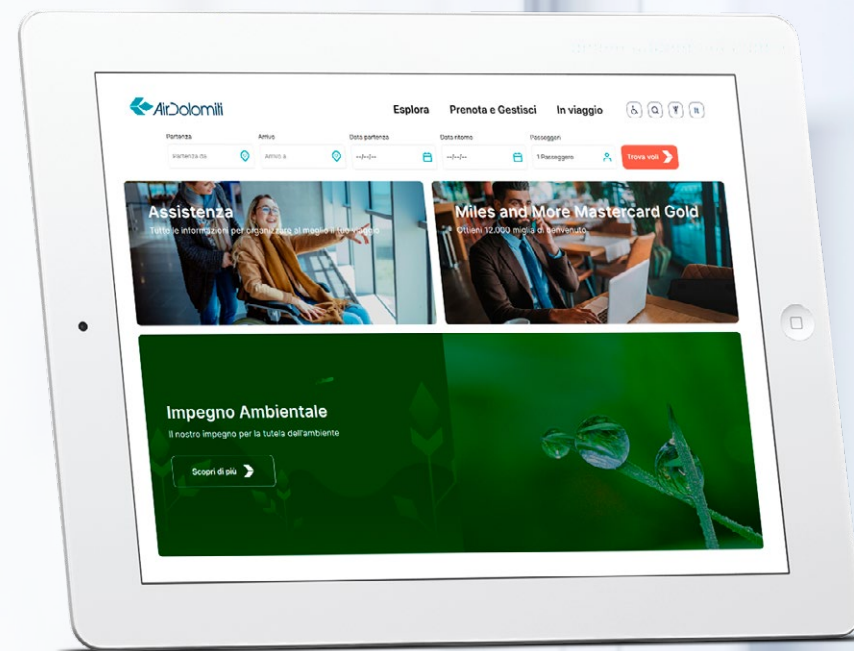 AirDolomiti
Esplora Prenota e Gestisci In viaggio
Partenza Arrivo Data partenza Data ritorno Passeggeri
Partenza da Arrivo a --/--/-- --/--/-- 1 Passeggero Trova voli
Assistenza
Tutte le informazioni per organizzare al meglio il tuo viaggio
Miles and More Mastercard Gold
Ottieni 12.000 miglia di benvenuto.
Impegno Ambientale
Il nostro impegno per la tutela dell'ambiente
Scopri di più